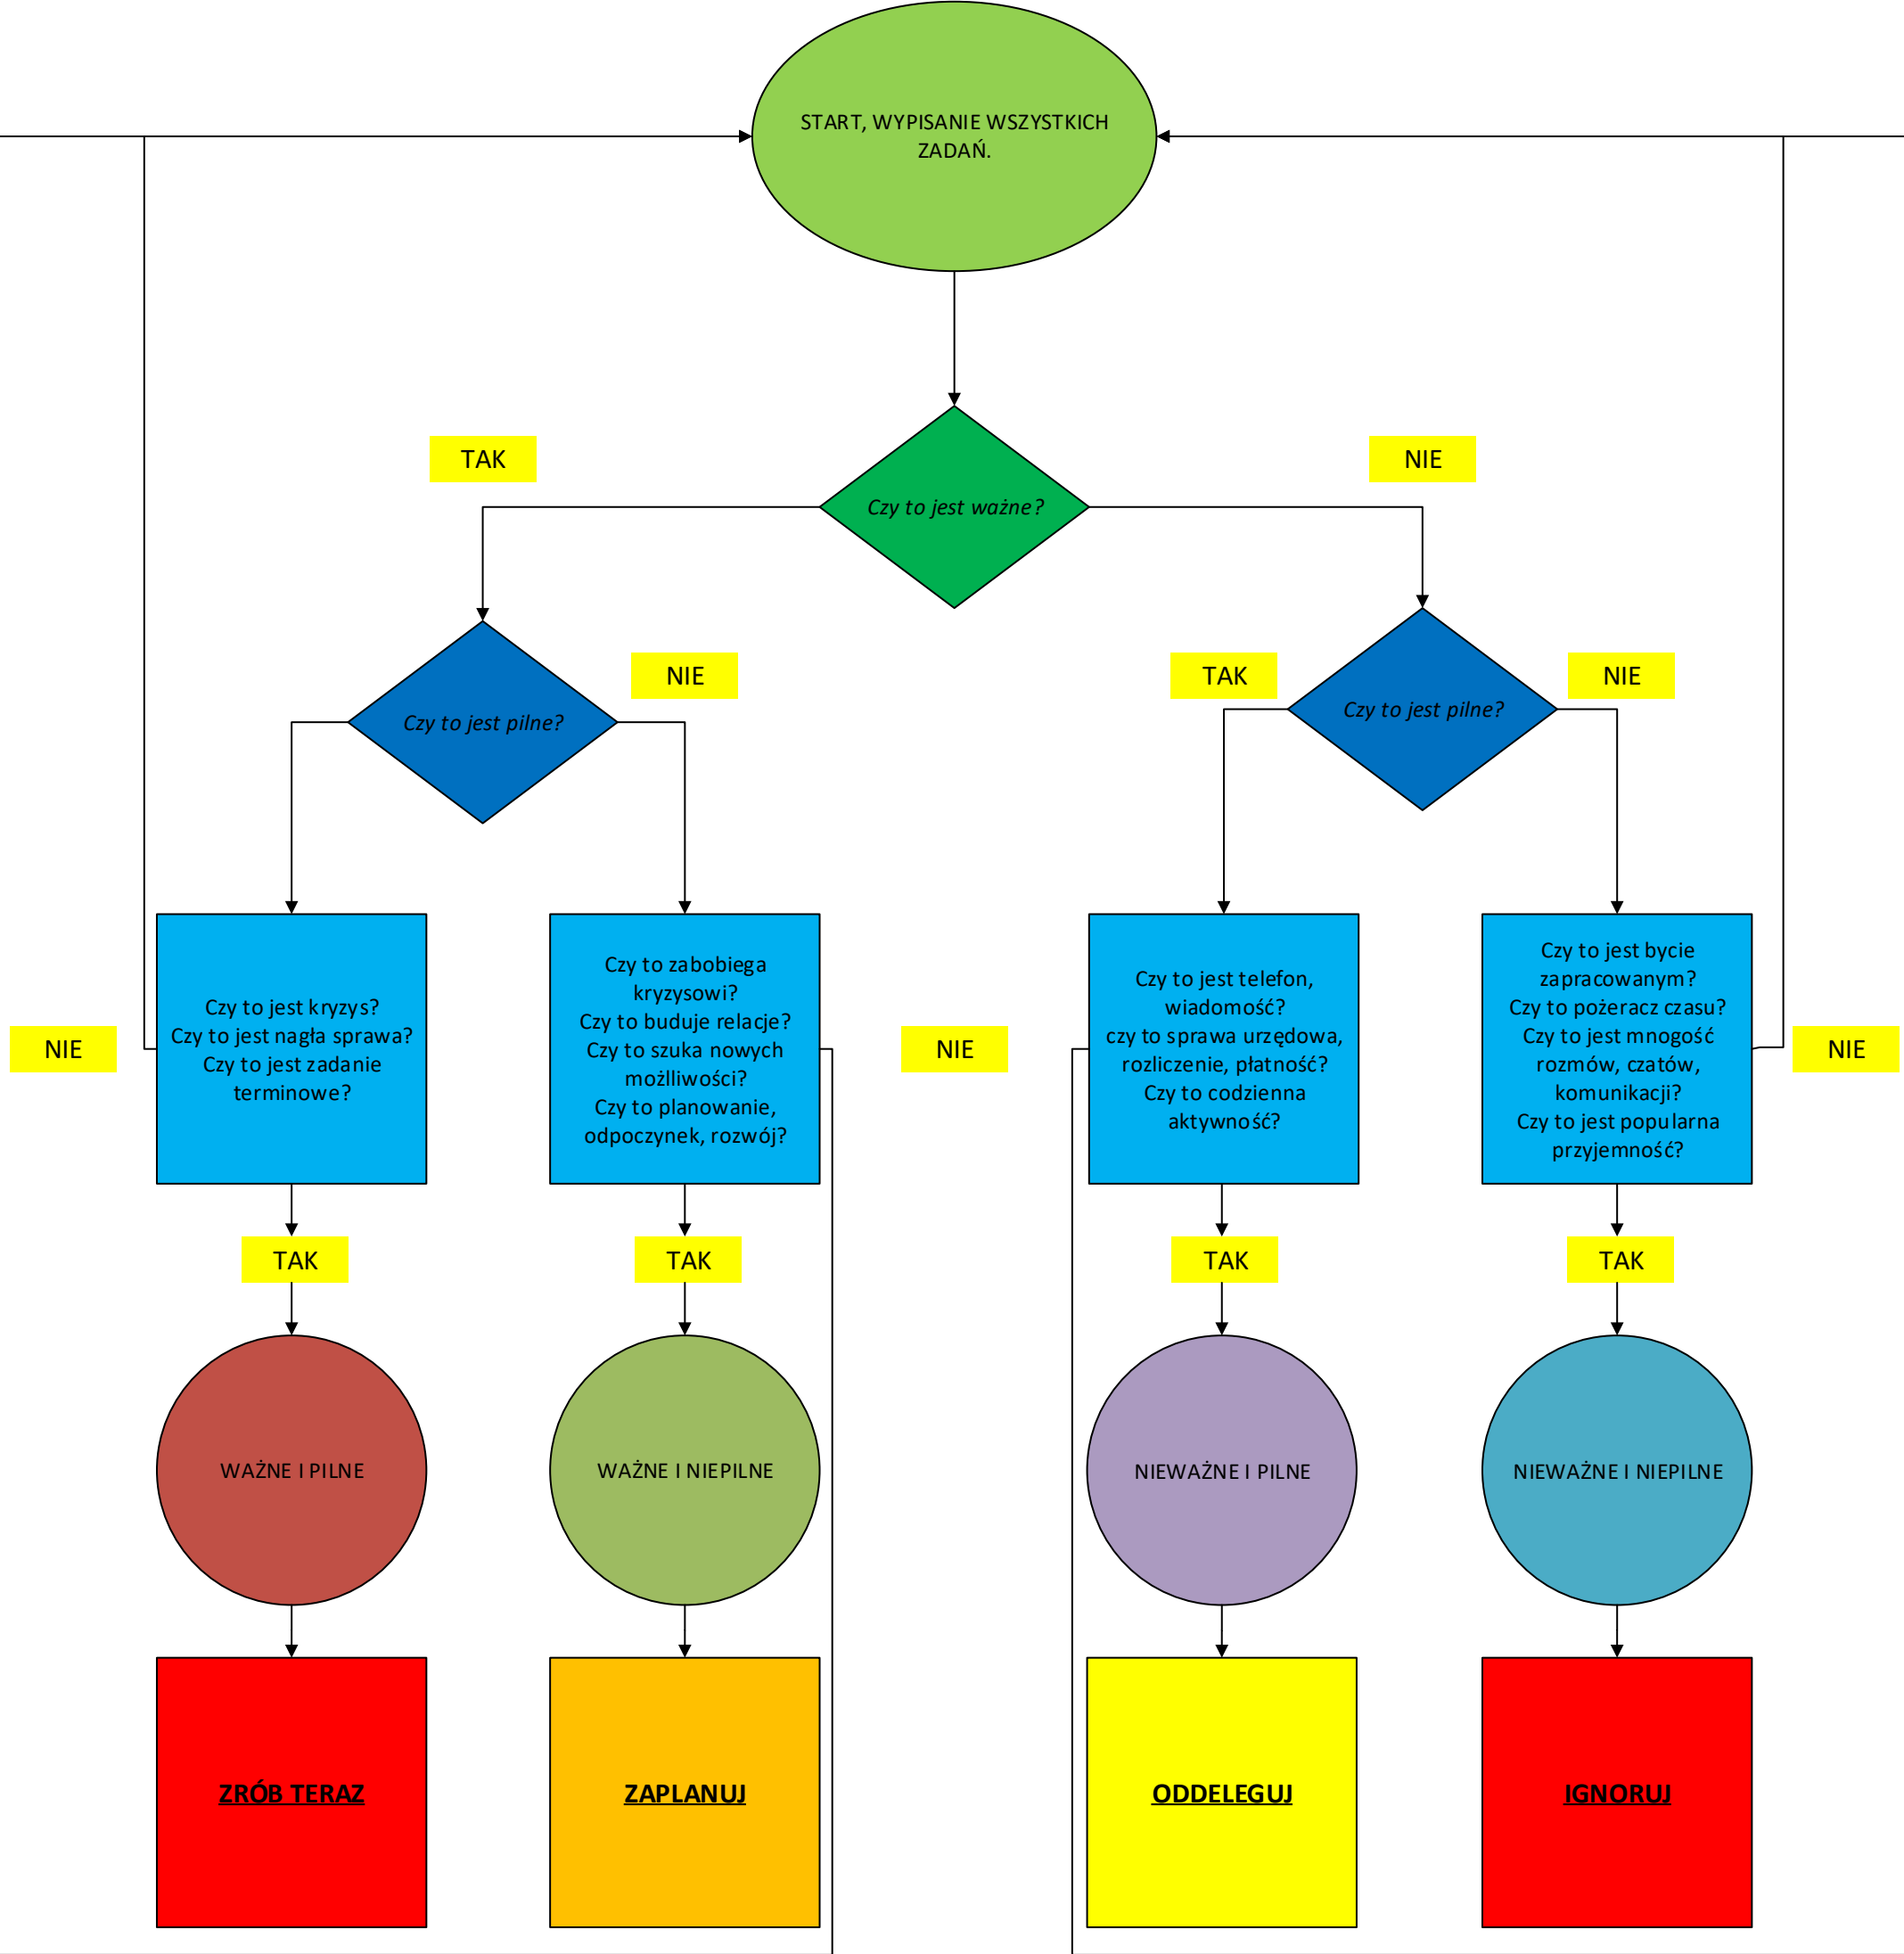 START, WYPISANIE WSZYSTKICH
ZADAŃ.
TAK
NIE
Czy to jest ważne?
NIE
TAK
NIE
Czy to jest pilne?
Czy to jest pilne?
Czy to jest kryzys?
Czy to jest nagła sprawa?
Czy to jest zadanie
terminowe?
Czy to zabobiega
kryzysowi?
Czy to buduje relacje?
Czy to szuka nowych
możlliwości?
Czy to planowanie,
odpoczynek, rozwój?
Czy to jest telefon,
wiadomość?
czy to sprawa urzędowa,
rozliczenie, płatność?
Czy to codzienna
aktywność?
Czy to jest bycie
zapracowanym?
Czy to pożeracz czasu?
Czy to jest mnogość
rozmów, czatów,
komunikacji?
Czy to jest popularna
przyjemność?
NIE
NIE
NIE
TAK
TAK
TAK
TAK
WAŻNE I PILNE
WAŻNE I NIEPILNE
NIEWAŻNE I PILNE
NIEWAŻNE I NIEPILNE
ZRÓB TERAZ
ZAPLANUJ
ODDELEGUJ
IGNORUJ